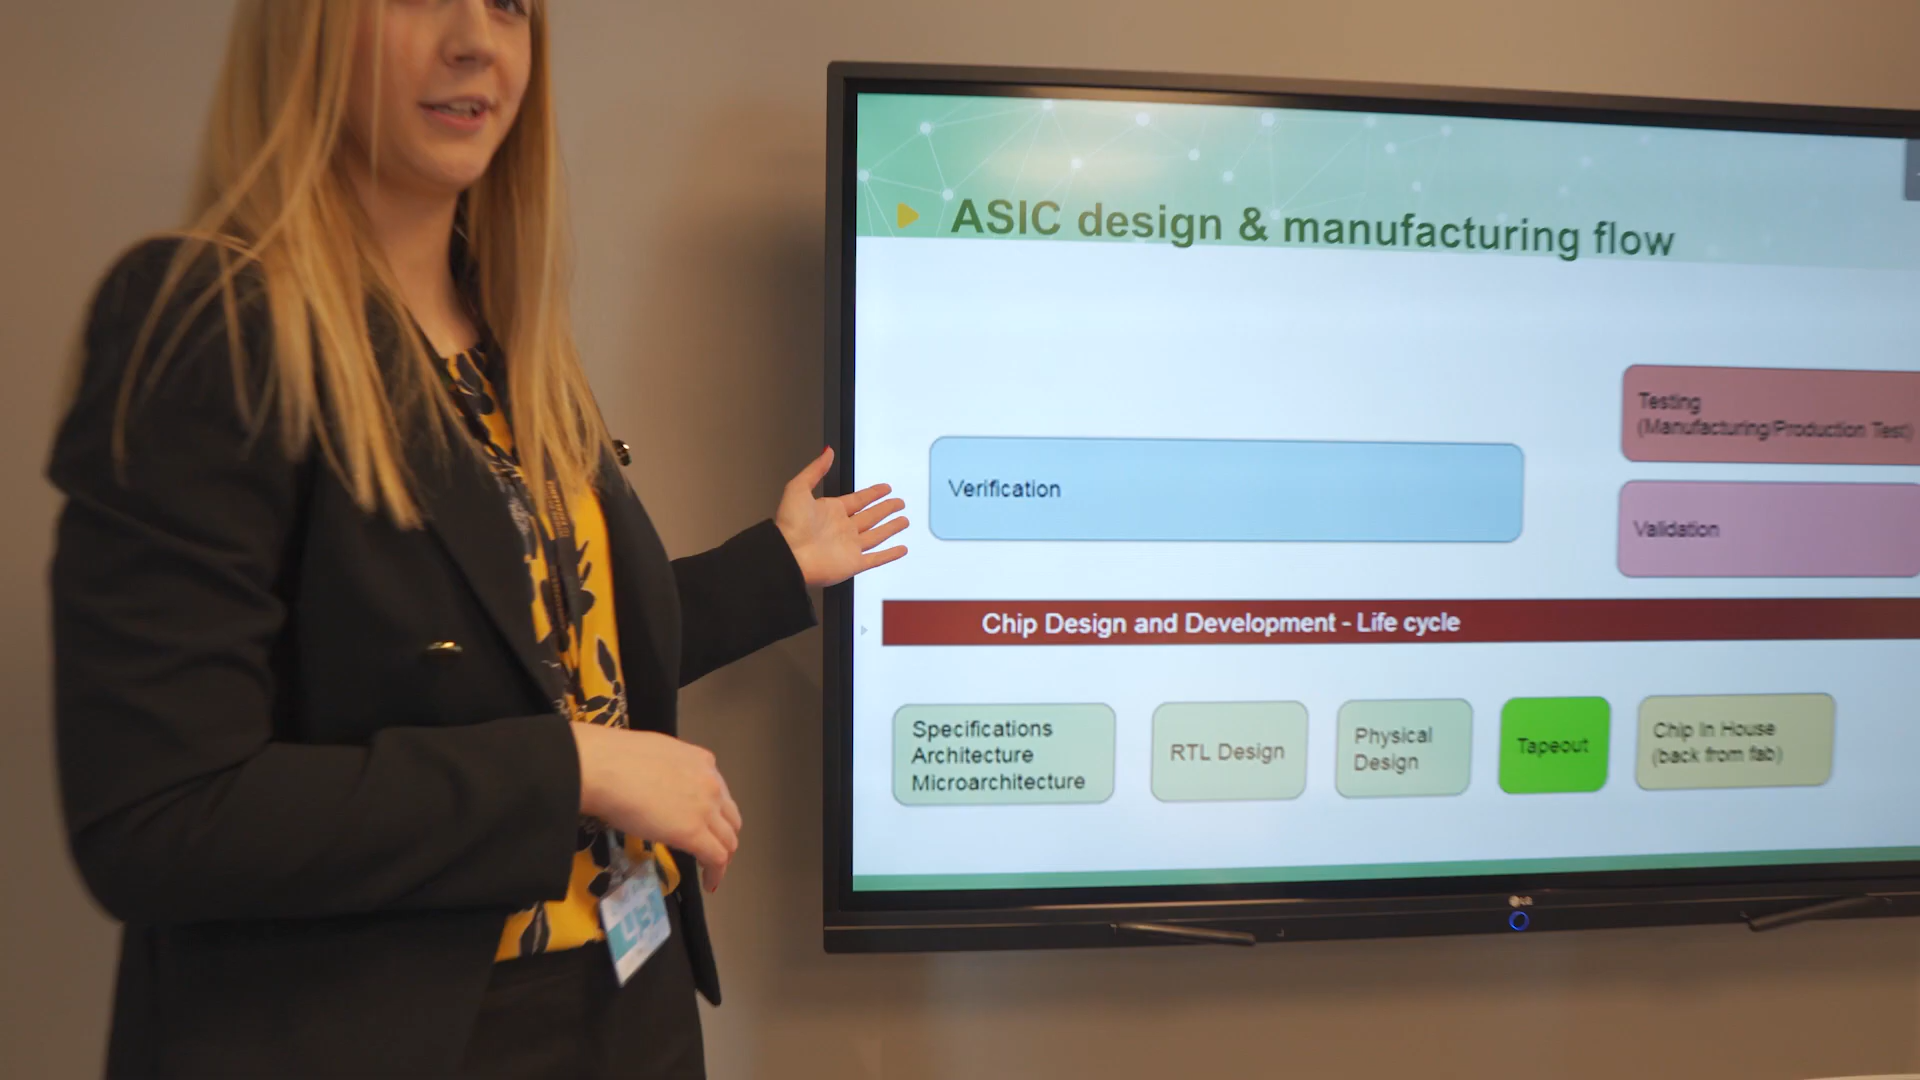 ASIC design & manufacturing flow
Testing
(Manufacturing/Production Test)
Verification
Validation
Chip Design and Development - Life cycle
Specifications
Architecture
Microarchitecture
RTL Design
Physical
Design
Tapeout
Chip In House
(back from fab)
LG